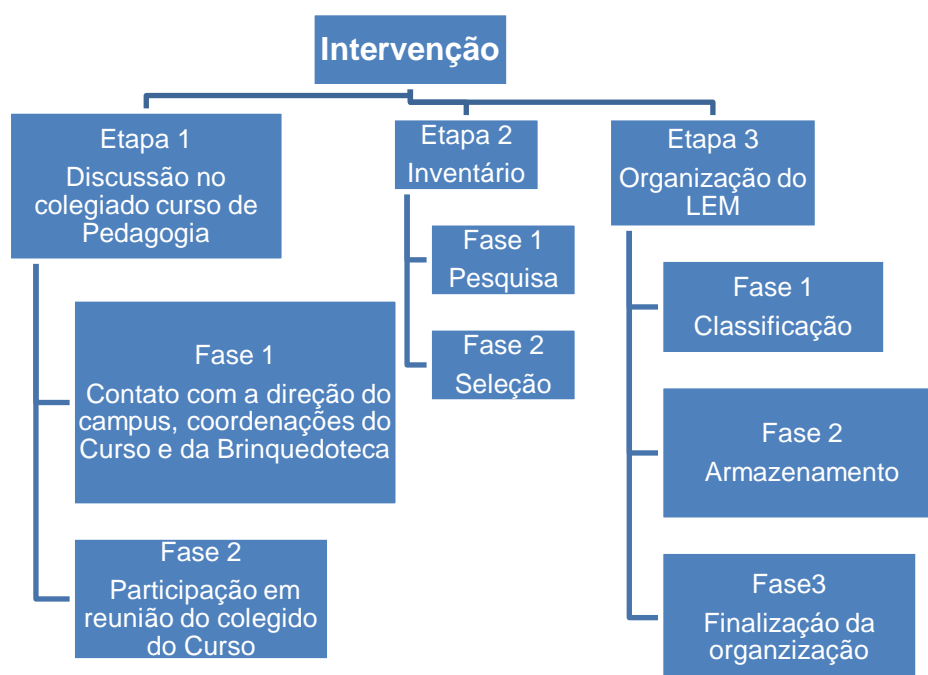 Intervenção
Etapa 1
Discussão no
colegiado curso de
Pedagogia
Fase 1
Contato com a direção do
campus, coordenações do
Curso e da Brinquedoteca
Fase 2
Participação em
reunião do colegido
do Curso
Etapa 2
Inventário
Fase 1
Pesquisa
Fase 2
Seleção
Etapa 3
Organização do
LEM
Fase 1
Classificação
Fase 2
Armazenamento
Fase3
Finalizaçáo da
organzização